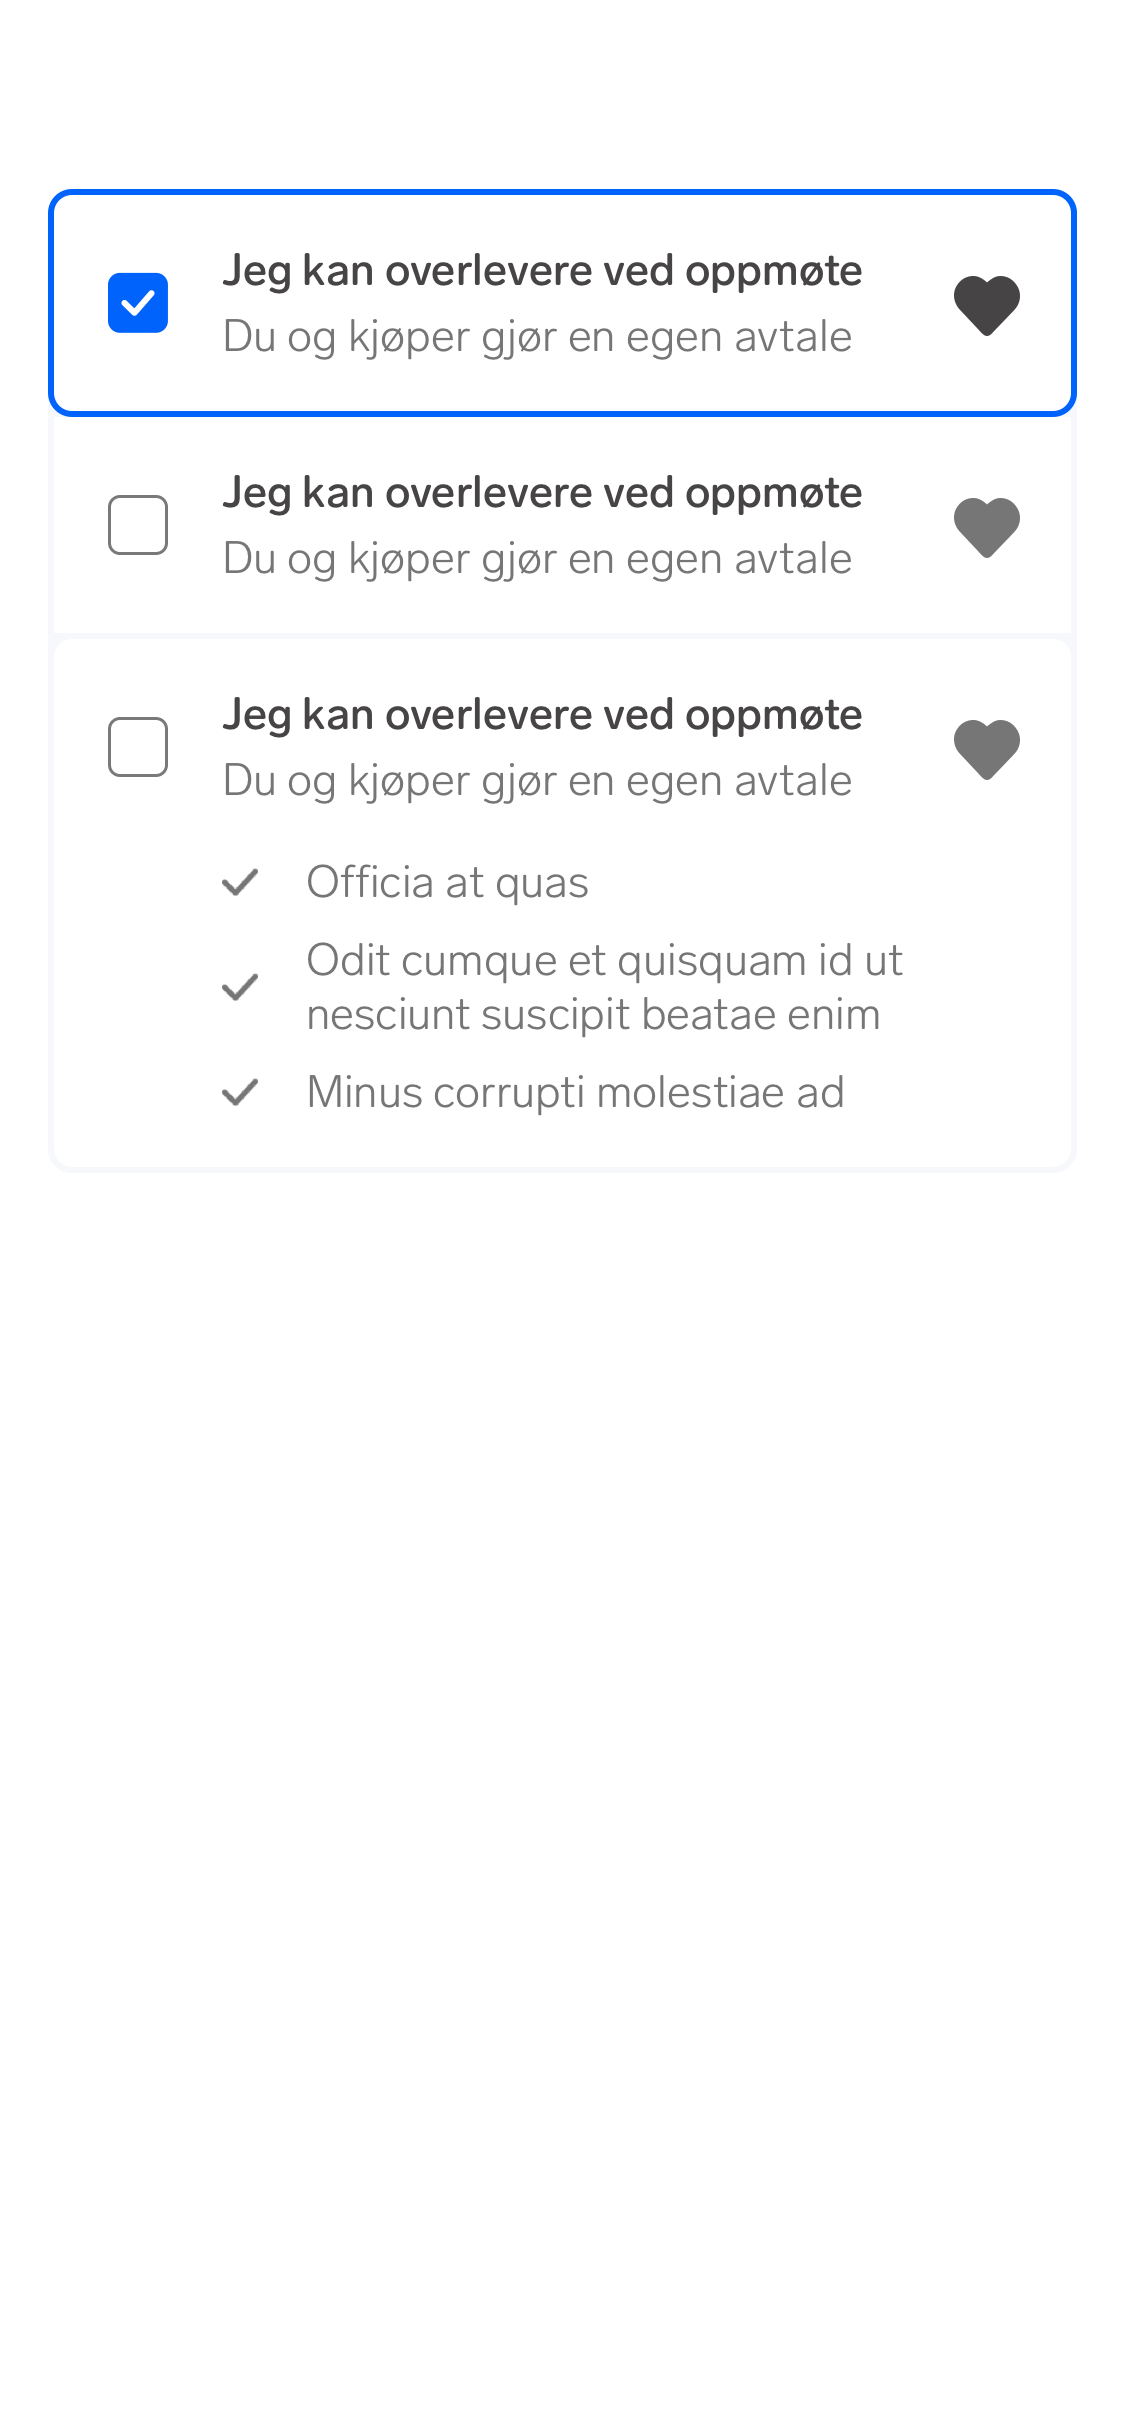 Jeg kan overlevere ved oppmøte
Du og kjøper gjør en egen avtale
Jeg kan overlevere ved oppmøte
Du og kjøper gjør en egen avtale
Jeg kan overlevere ved oppmøte
Du og kjøper gjør en egen avtale
Officia at quas
Odit cumque et quisquam id ut
nesciunt suscipit beatae enim
Minus corrupti molestiae ad